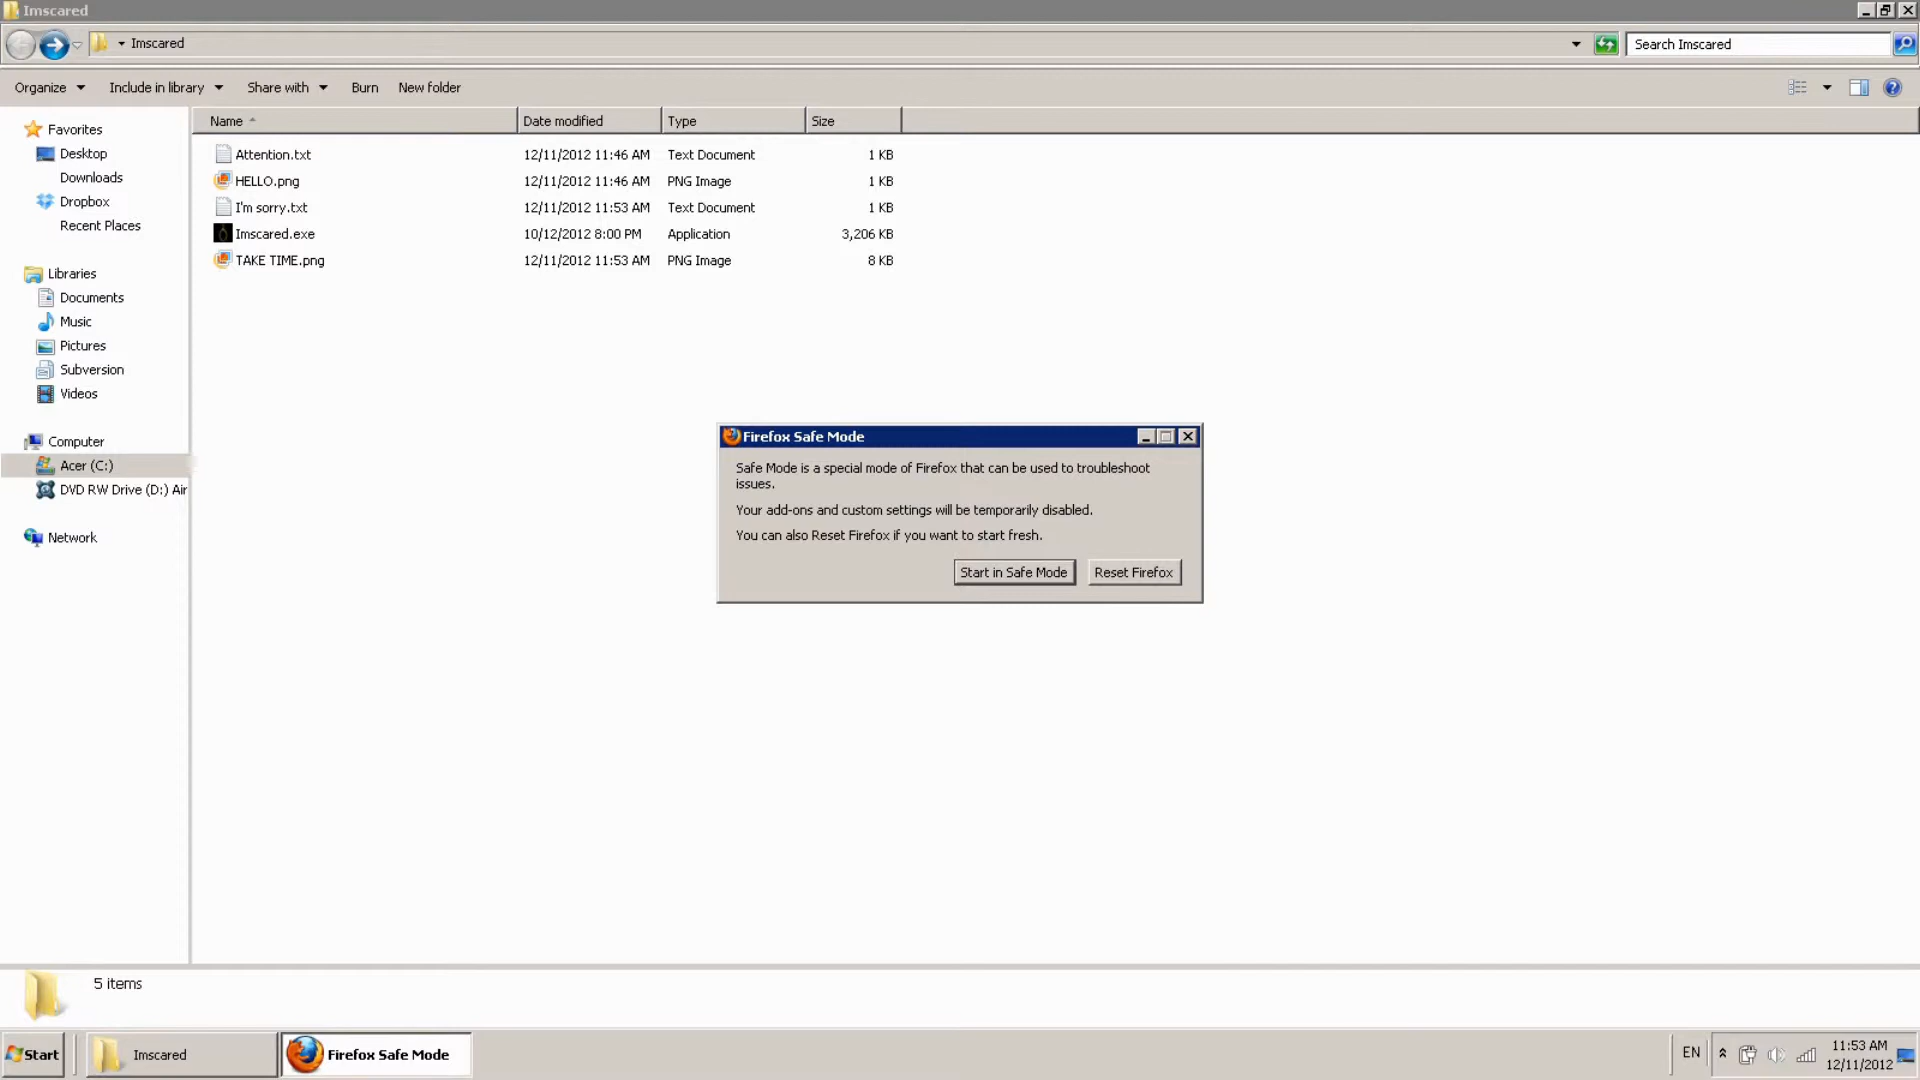 Imscared
Imscared
Search Imscared
Organize
Include in library
Share with
Burn
New folder
Name
Date modified
Type
Size
Favorites
Desktop
Downloads
Dropbox
Recent Places
Libraries
Documents
Music
Pictures
Subversion
Videos
Computer
Acer (C:)
DVD RW Drive (D:) Air
Network
Attention.txt 12/11/2012 11:46 AM Text Document 1 KB
HELLO.png 12/11/2012 11:46 AM PNG Image 1 KB
I'm sorry.txt 12/11/2012 11:53 AM Text Document 1 KB
Imscared.exe 10/12/2012 8:00 PM Application 3,206 KB
TAKE TIME.png 12/11/2012 11:53 AM PNG Image 8 KB
Firefox Safe Mode
Safe Mode is a special mode of Firefox that can be used to troubleshoot
issues.
Your add-ons and custom settings will be temporarily disabled.
You can also Reset Firefox if you want to start fresh.
Start in Safe Mode
Reset Firefox
5 items
Start
Imscared
Firefox Safe Mode
EN
11:53 AM
12/11/2012